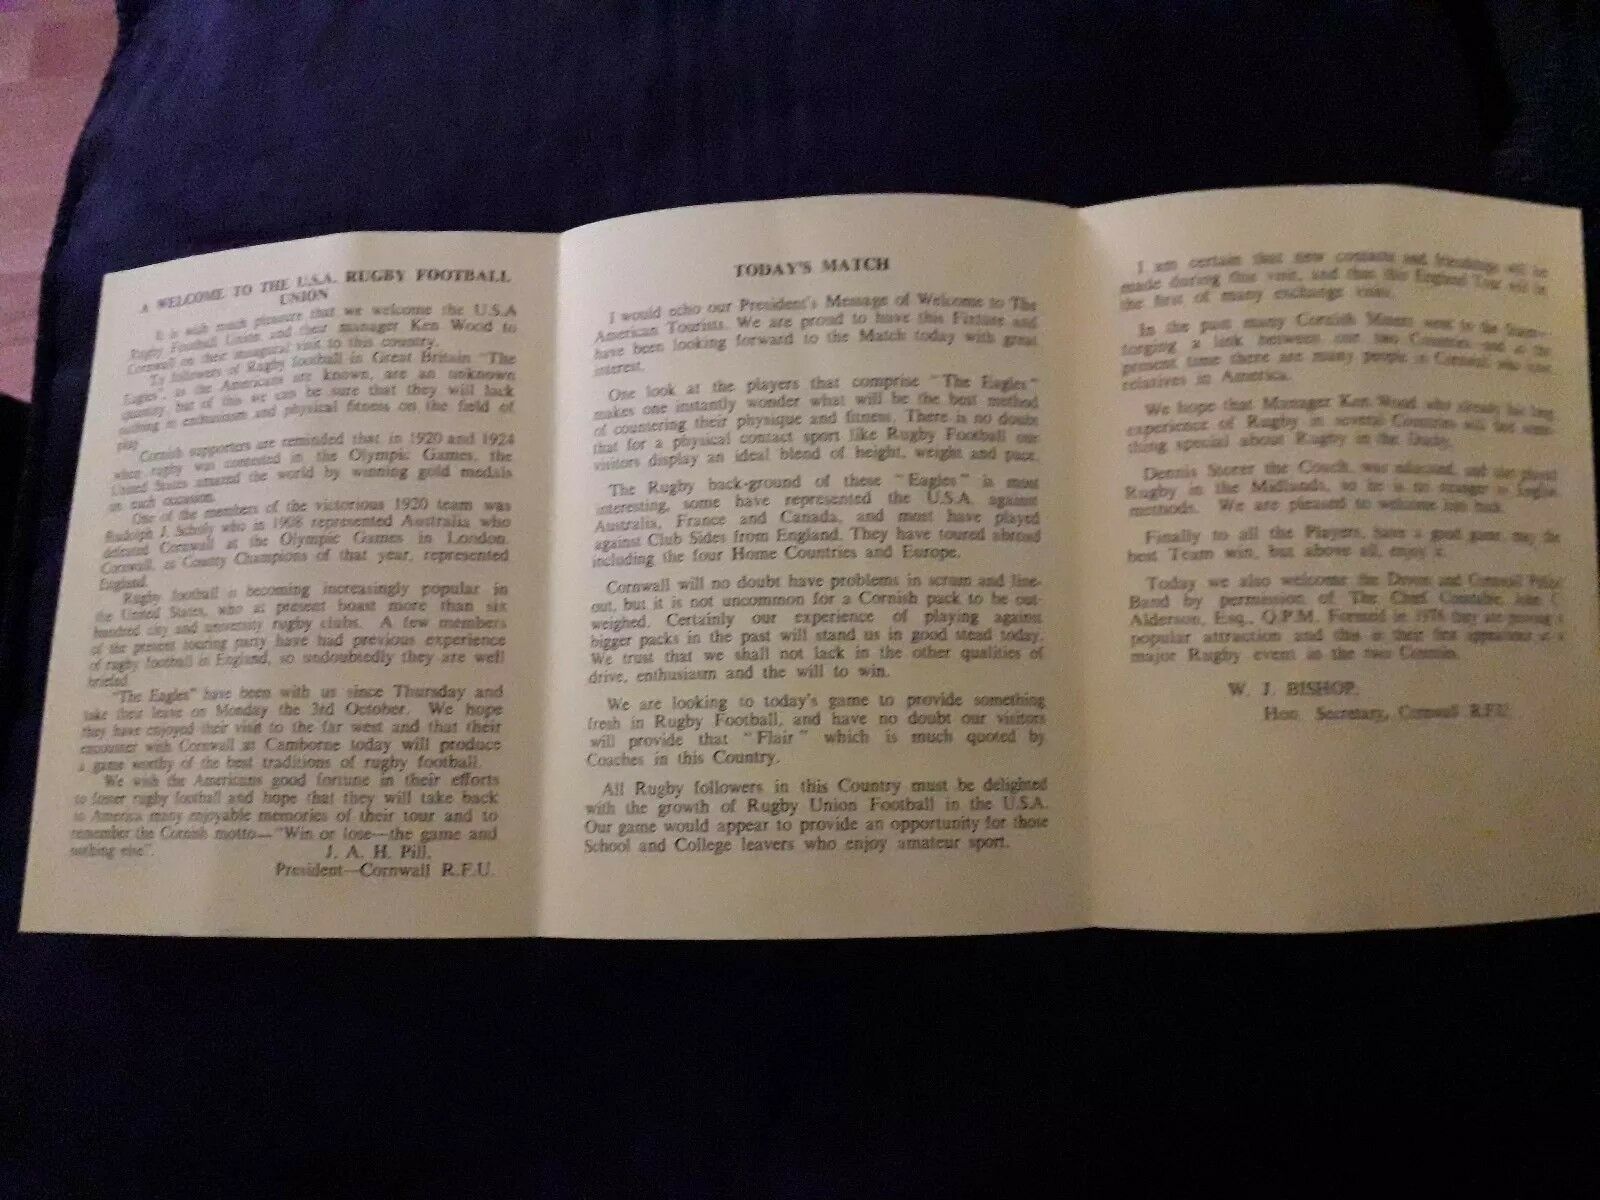 A WELCOME TO THE U.S.A. RUGBY FOOTBALL
UNION
It is with much pleasure that we welcome the U.S.A
Rugby Football Union and their manager Ken Wood to
Cornwall on their inaugural visit to this country.
To followers of Rugby football in Great Britain "The
Eagles", as the Americans are known, are an unknown
quantity, but of this we can be sure that they will lack
nothing in enthusiasm and physical fitness on the field of
play.
Cornish supporters are reminded that in 1920 and 1924
when rugby was contested in the Olympic Games, the
United States amazed the world by winning gold medals
on each occasion.
One of the members of the victorious 1920 team was
Rudolph J. Scholz who in 1908 represented Australia who
defeated Cornwall at the Olympic Games in London.
Cornwall, as County Champions of that year, represented
England.
Rugby football is becoming increasingly popular in
the United States, who at present boast more than six
hundred city and university rugby clubs. A few members
of the present touring party have had previous experience
of rugby football in England, so undoubtedly they are well
briefed.
"The Eagles" have been with us since Thursday and
take their leave on Monday the 3rd October. We hope
they have enjoyed their visit to the far west and that their
encounter with Cornwall at Camborne today will produce
a game worthy of the best traditions of rugby football.
We wish the Americans good fortune in their efforts
to foster rugby football and hope that they will take back
to America many enjoyable memories of their tour and to
remember the Cornish motto—"Win or lose—the game and
nothing else".
J. A. H. Pill,
President—Cornwall R.F.U.
TODAY'S MATCH
I would echo our President's Message of Welcome to The
American Tourists. We are proud to have this Fixture and
have been looking forward to the Match today with great
interest.
One look at the players that comprise "The Eagles"
makes one instantly wonder what will be the best method
of countering their physique and fitness. There is no doubt
that for a physical contact sport like Rugby Football our
visitors display an ideal blend of height, weight and pace.
The Rugby back-ground of these "Eagles" is most
interesting, some have represented the U.S.A. against
Australia, France and Canada, and most have played
against Club Sides from England. They have toured abroad
including the four Home Countries and Europe.
Cornwall will no doubt have problems in scrum and line-
out, but it is not uncommon for a Cornish pack to be out-
weighed. Certainly our experience of playing against
bigger packs in the past will stand us in good stead today.
We trust that we shall not lack in the other qualities of
drive, enthusiasm and the will to win.
We are looking to today's game to provide something
fresh in Rugby Football, and have no doubt our visitors
will provide that "Flair" which is much quoted by
Coaches in this Country.
All Rugby followers in this Country must be delighted
with the growth of Rugby Union Football in the U.S.A.
Our game would appear to provide an opportunity for those
School and College leavers who enjoy amateur sport.
I am certain that new contacts and friendships will be
made during this visit, and that this England Tour will be
the first of many exchange visits.
In the past many Cornish Miners went to the
forging a link between our two Countries and at the
present time there are many people in Cornwall who have
relatives in America.
We hope that Manager Ken Wood who already has long
experience of Rugby in several Countries will find some-
thing special about Rugby in the Duchy.
Dennis Storer the Coach, was educated, and also played
Rugby in the Midlands, so he is no stranger to English
methods. We are pleased to welcome him back.
Finally to all the Players, have a good game, may the
best Team win, but above all, enjoy it.
Today we also welcome the Devon and Cornwall Police
Band by permission of The Chief Constable, John C.
Alderson, Esq., Q.P.M. Formed in 1976 they are proving a
popular attraction and this is their first appearance at a
major Rugby event in the two Counties.
W. J. BISHOP,
Hon. Secretary, Cornwall R.F.U.